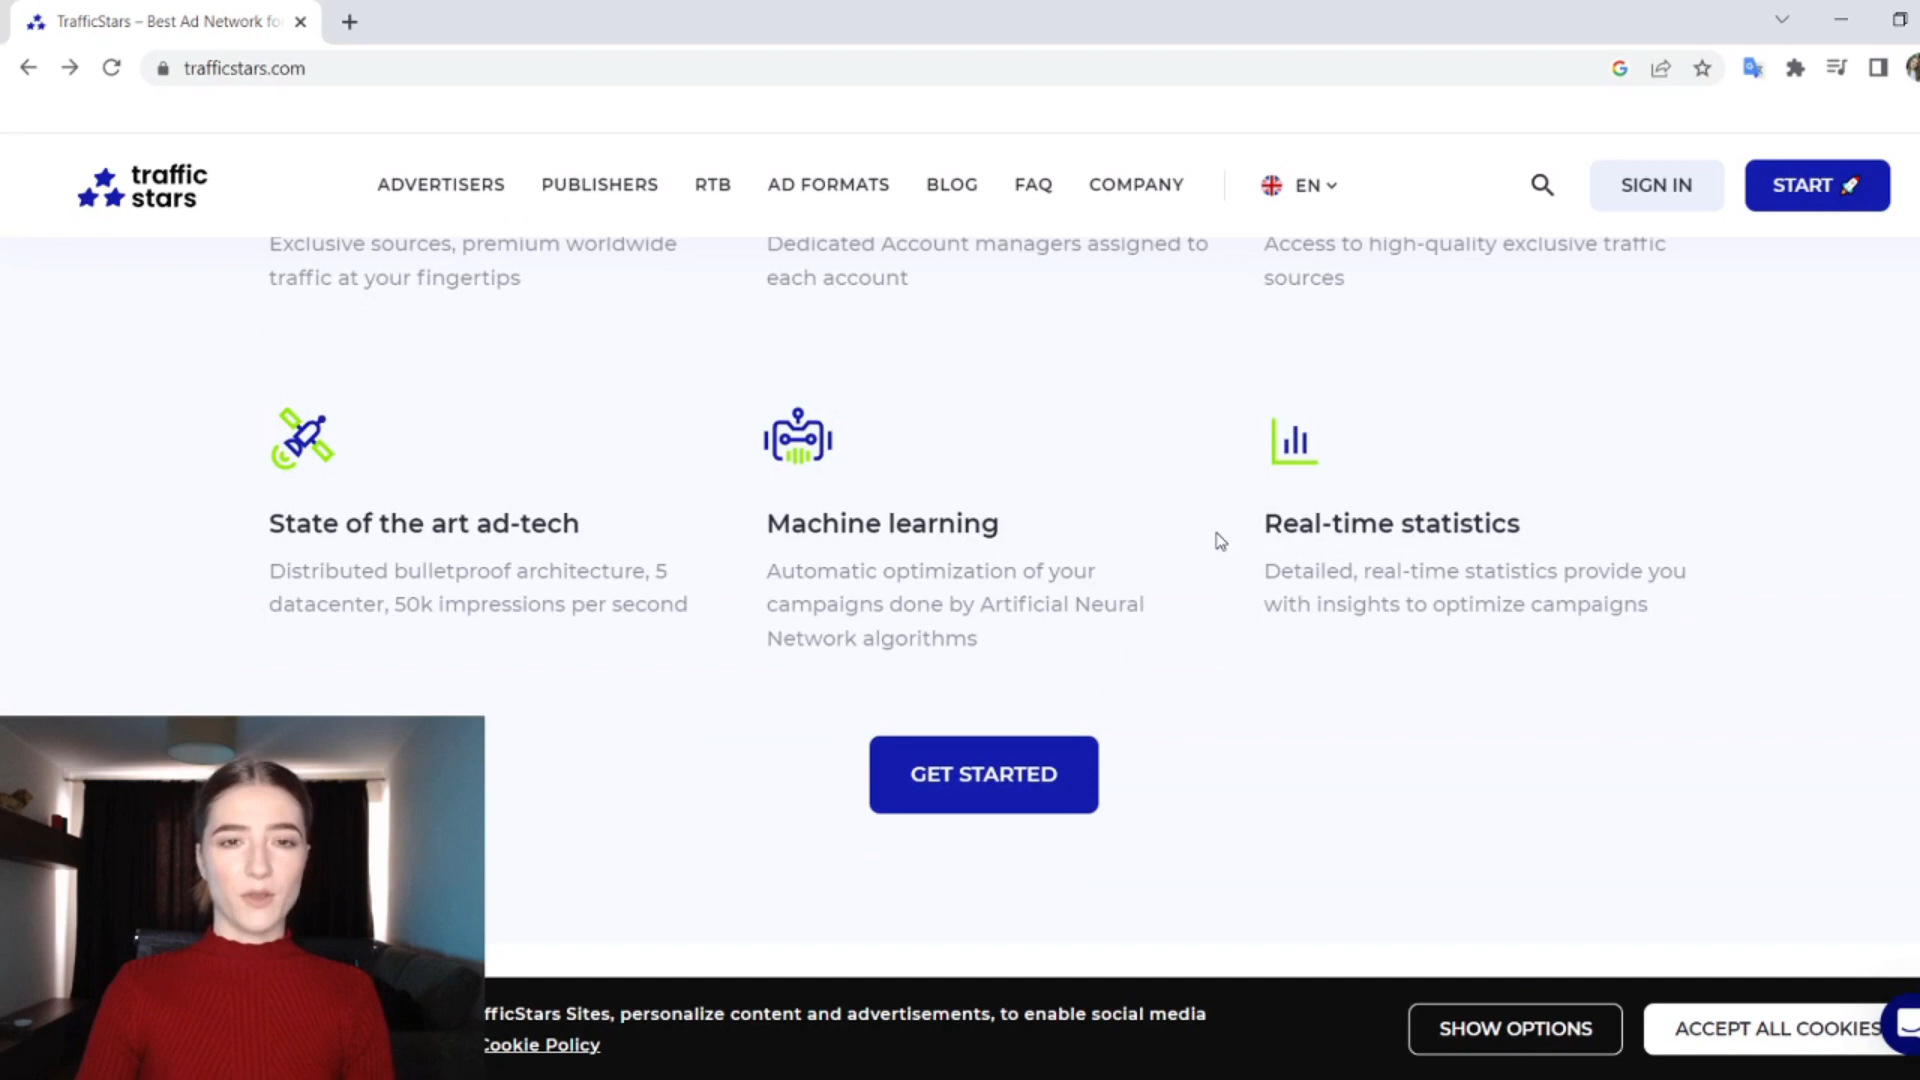 TrafficStars – Best Ad Network fo
trafficstars.com
traffic
stars
ADVERTISERS PUBLISHERS RTB AD FORMATS BLOG FAQ COMPANY EN SIGN IN START 🚀
Exclusive sources, premium worldwide
traffic at your fingertips
Dedicated Account managers assigned to
each account
Access to high-quality exclusive traffic
sources
State of the art ad-tech
Distributed bulletproof architecture, 5
datacenter, 50k impressions per second
Machine learning
Automatic optimization of your
campaigns done by Artificial Neural
Network algorithms
Real-time statistics
Detailed, real-time statistics provide you
with insights to optimize campaigns
GET STARTED
fficStars Sites, personalize content and advertisements, to enable social media
Cookie Policy
SHOW OPTIONS
ACCEPT ALL COOKIES